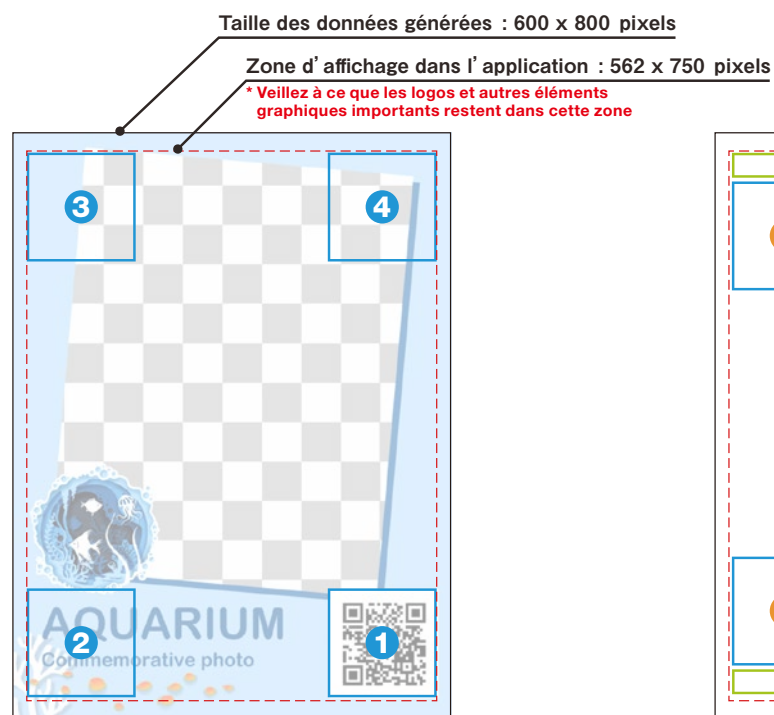 Taille des données générées : 600 x 800 pixels
Zone d’affichage dans l’application : 562 x 750 pixels
* Veillez à ce que les logos et autres éléments
graphiques importants restent dans cette zone
3
4
AQUARIUM
2
1
Commemorative photo